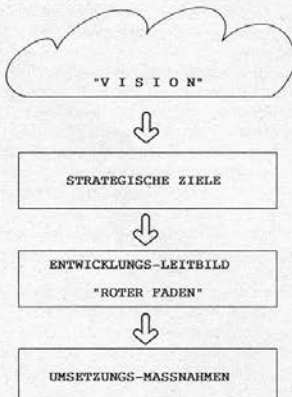 "V I S I O N"
STRATEGISCHE ZIELE
ENTWICKLUNGS-LEITBILD
"ROTER FADEN"
UMSETZUNGS-MASSNAHMEN